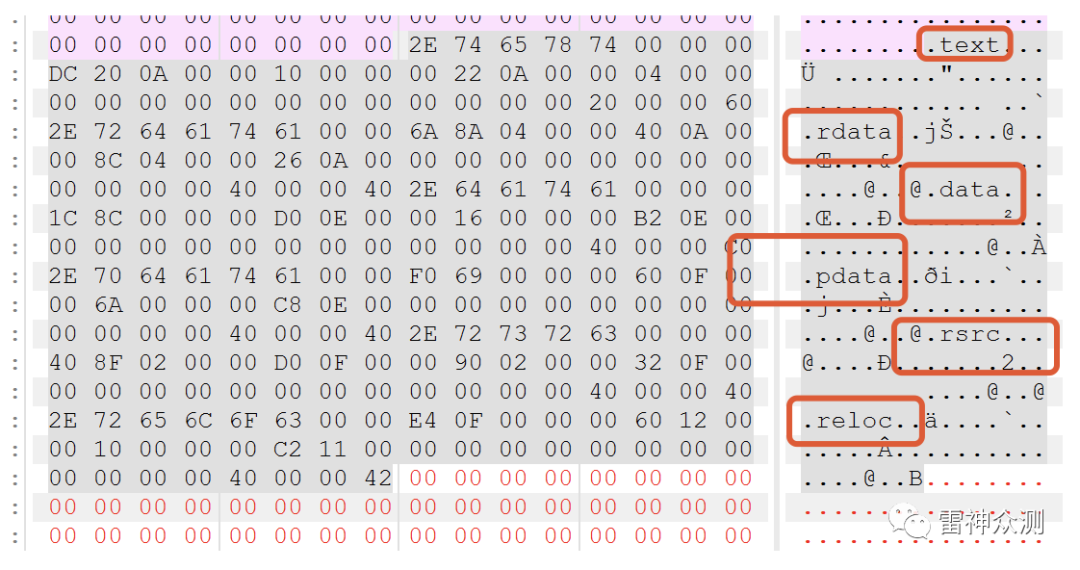 00 00 00 00 00 00 00 00 00 00 00 00 00 00 00 00 ................
: 00 00 00 00 00 00 00 00 2E 74 65 78 74 00 00 00 .........text...
: DC 20 0A 00 00 10 00 00 00 22 0A 00 00 04 00 00 Ü ......."......
: 00 00 00 00 00 00 00 00 00 00 00 00 20 00 00 60 ............ ..`
: 2E 72 64 61 74 61 00 00 6A 8A 04 00 00 40 0A 00 .rdata..jŠ...@..
: 00 8C 04 00 00 26 0A 00 00 00 00 00 00 00 00 00 .Œ...&..........
: 00 00 00 00 40 00 00 40 2E 64 61 74 61 00 00 00 ....@..@.data...
: 1C 8C 00 00 00 D0 0E 00 00 16 00 00 00 B2 0E 00 .Œ...Ð.......²..
: 00 00 00 00 00 00 00 00 00 00 00 00 40 00 00 C0 ............@..À
: 2E 70 64 61 74 61 00 00 F0 69 00 00 00 60 0F 00 .pdata..ði...`..
: 00 6A 00 00 00 C8 0E 00 00 00 00 00 00 00 00 00 .j...È..........
: 00 00 00 00 40 00 00 40 2E 72 73 72 63 00 00 00 ....@..@.rsrc...
: 40 8F 02 00 00 D0 0F 00 00 90 02 00 00 32 0F 00 @....Ð.......2..
: 00 00 00 00 00 00 00 00 00 00 00 00 40 00 00 40 ............@..@
: 2E 72 65 6C 6F 63 00 00 E4 0F 00 00 00 60 12 00 .reloc..ä....`..
: 00 10 00 00 00 C2 11 00 00 00 00 00 00 00 00 00 .....Â..........
: 00 00 00 00 40 00 00 42 00 00 00 00 00 00 00 00 ....@..B........
: 00 00 00 00 00 00 00 00 00 00 00 00 00 00 00 00 ................
: 00 00 00 00 00 00 00 00 00 00 00 00 00 00 00 00 ................
雷神众测